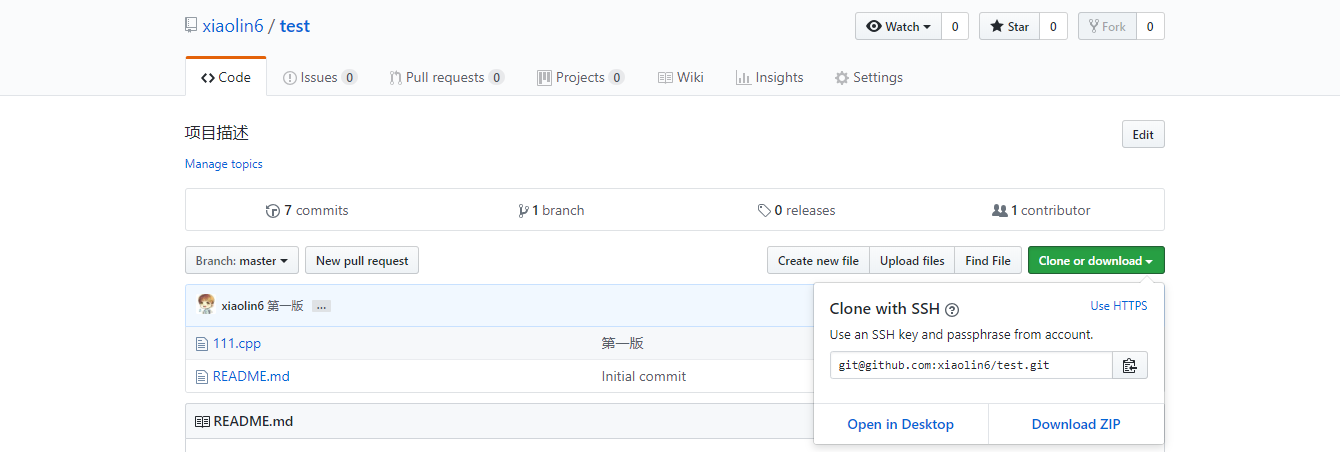 xiaolin6 / test
Watch 0 Star 0 Fork 0
Code Issues 0 Pull requests 0 Projects 0 Wiki Insights Settings
项目描述
Edit
Manage topics
7 commits 1 branch 0 releases 1 contributor
Branch: master New pull request Create new file Upload files Find File Clone or download
xiaolin6 第一版 ...
Clone with SSH ? Use HTTPS
Use an SSH key and passphrase from account.
111.cpp 第一版
git@github.com:xiaolin6/test.git
README.md Initial commit
README.md
Open in Desktop Download ZIP